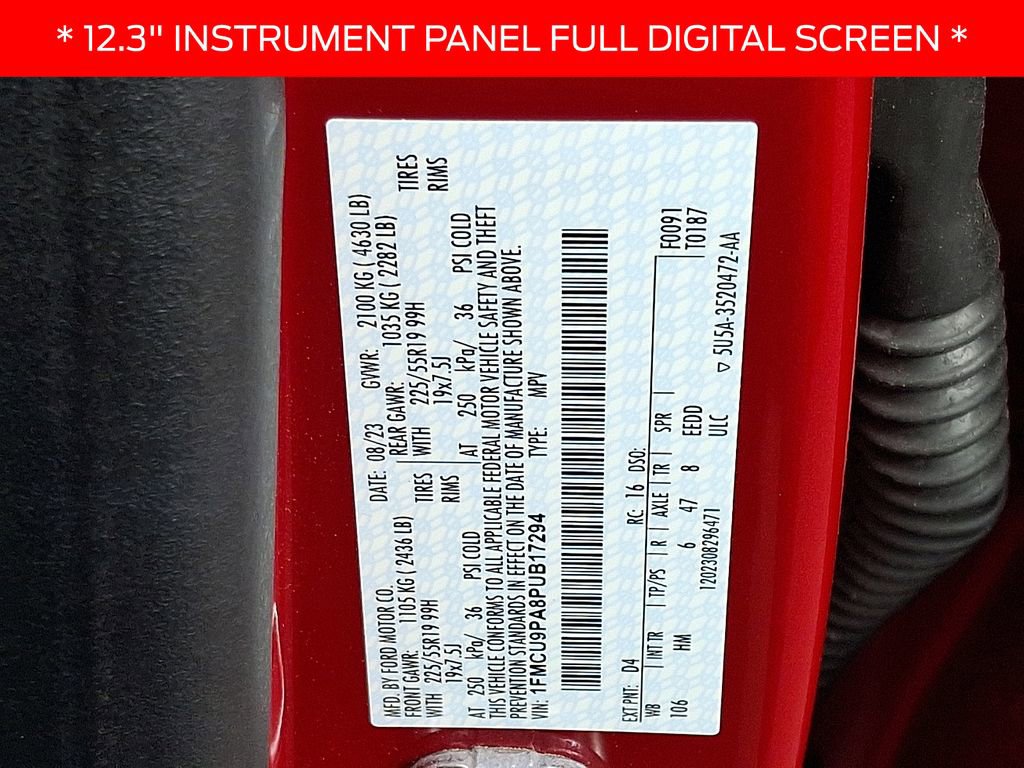 * 12.3" INSTRUMENT PANEL FULL DIGITAL SCREEN *
MFD. BY FORD MOTOR CO.
DATE: 08/23 GVWR: 2100 KG ( 4630 LB)
FRONT GAWR: 1105 KG ( 2436 LB) REAR GAWR: 1035 KG ( 2282 LB)
WITH 225/55R19 99H TIRES WITH 225/55R19 99H TIRES
19x7.5J RIMS 19x7.5J RIMS
AT 250 kPa/ 36 PSI COLD AT 250 kPa/ 36 PSI COLD
THIS VEHICLE CONFORMS TO ALL APPLICABLE FEDERAL MOTOR VEHICLE SAFETY AND THEFT
PREVENTION STANDARDS IN EFFECT ON THE DATE OF MANUFACTURE SHOWN ABOVE.
VIN: 1FMCU9PA8PUB17294 TYPE: MPV
EXT PNT: D4 RC: 16 DSO: F0091
WB INT TR TP/PS R AXLE TR SPR T0187
106 HM 6 47 8 EEDD
1202308296471 ULC
▽ 5U5A-3520472-AA